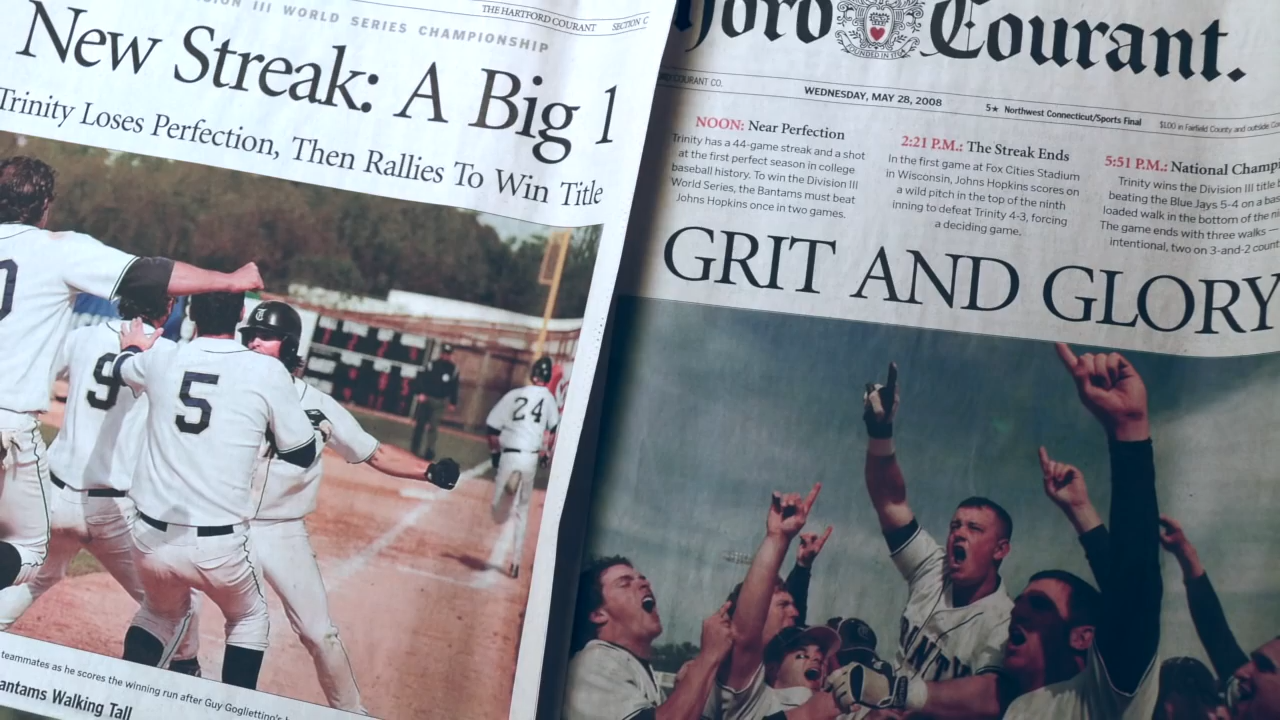 SION III WORLD SERIES CHAMPIONSHIP
THE HARTFORD COURANT SECTION C
New Streak: A Big 1
Trinity Loses Perfection, Then Rallies To Win Title
9
5
24
teammates as he scores the winning run after Guy Gogliettino's
antams Walking Tall
ford Courant.
FOUNDED IN 1764
COURANT CO.
WEDNESDAY, MAY 28, 2008
5★ Northwest Connecticut/Sports Final
$1.00 in Fairfield County and outside Co
NOON: Near Perfection
Trinity has a 44-game streak and a shot
at the first perfect season in college
baseball history. To win the Division III
World Series, the Bantams must beat
Johns Hopkins once in two games.
2:21 P.M.: The Streak Ends
In the first game at Fox Cities Stadium
in Wisconsin, Johns Hopkins scores on
a wild pitch in the top of the ninth
inning to defeat Trinity 4-3, forcing
a deciding game.
5:51 P.M.: National Champ
Trinity wins the Division III title b
beating the Blue Jays 5-4 on a bas
loaded walk in the bottom of the n
The game ends with three walks —
intentional, two on 3-and-2 count
GRIT AND GLORY